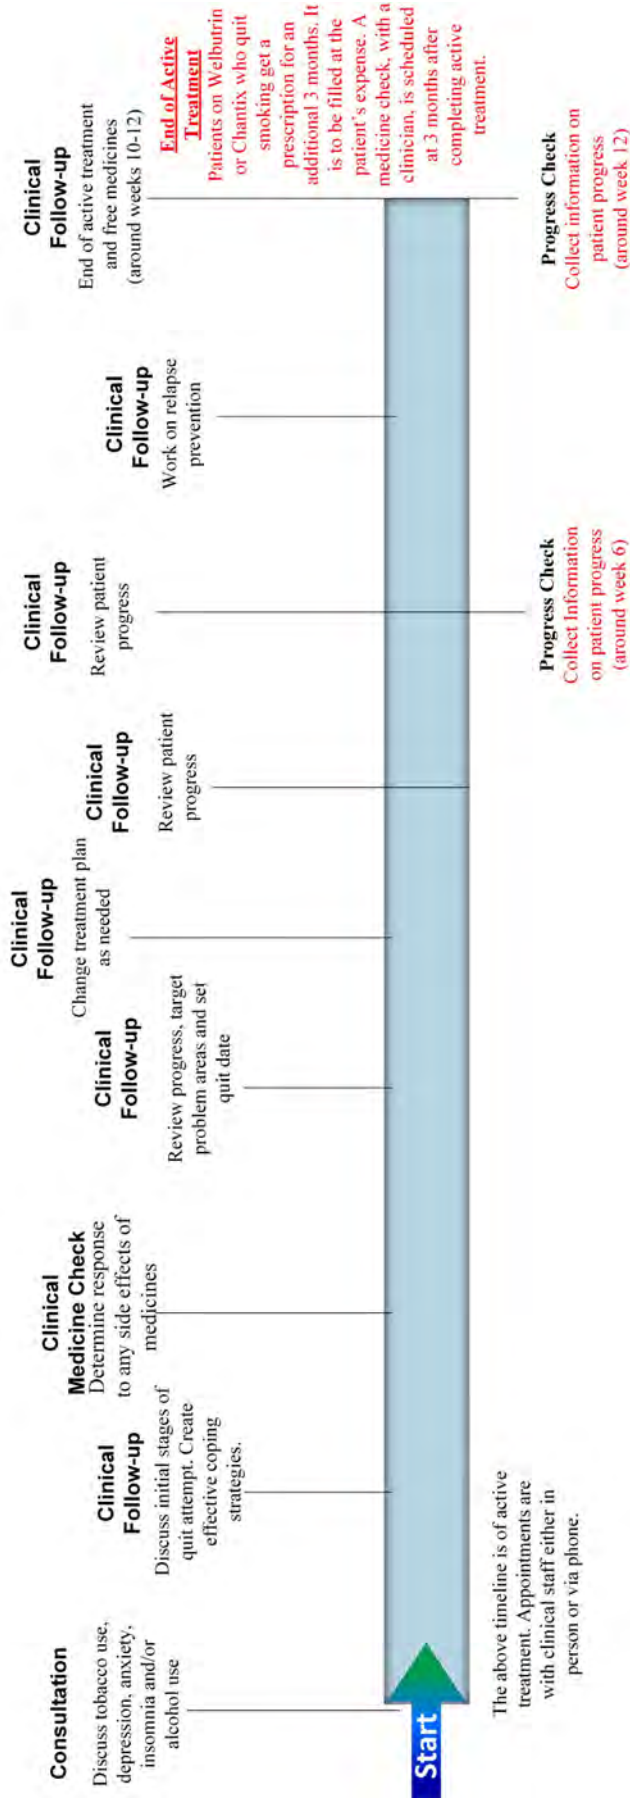 Consultation
Discuss tobacco use,
depression, anxiety,
insomnia and/or
alcohol use
Clinical
Follow-up
Discuss initial stages of
quit attempt. Create
effective coping
strategies.
Clinical
Medicine Check
Determine response
to any side effects of
medicines
Clinical
Follow-up
Review progress, target
problem areas and set
quit date
Clinical
Follow-up
Change treatment plan
as needed
Clinical
Follow-up
Review patient
progress
Clinical
Follow-up
Review patient
progress
Clinical
Follow-up
Work on relapse
prevention
Clinical
Follow-up
End of active treatment
and free medicines
(around weeks 10-12)
End of Active
Treatment
Patients on Welbutrin
or Chantix who quit
smoking get a
prescription for an
additional 3 months. It
is to be filled at the
patient's expense. A
medicine check, with a
clinician, is scheduled
at 3 months after
completing active
treatment.
Start
The above timeline is of active
treatment. Appointments are
with clinical staff either in
person or via phone.
Progress Check
Collect Information
on patient progress
(around week 6)
Progress Check
Collect information on
patient progress
(around week 12)